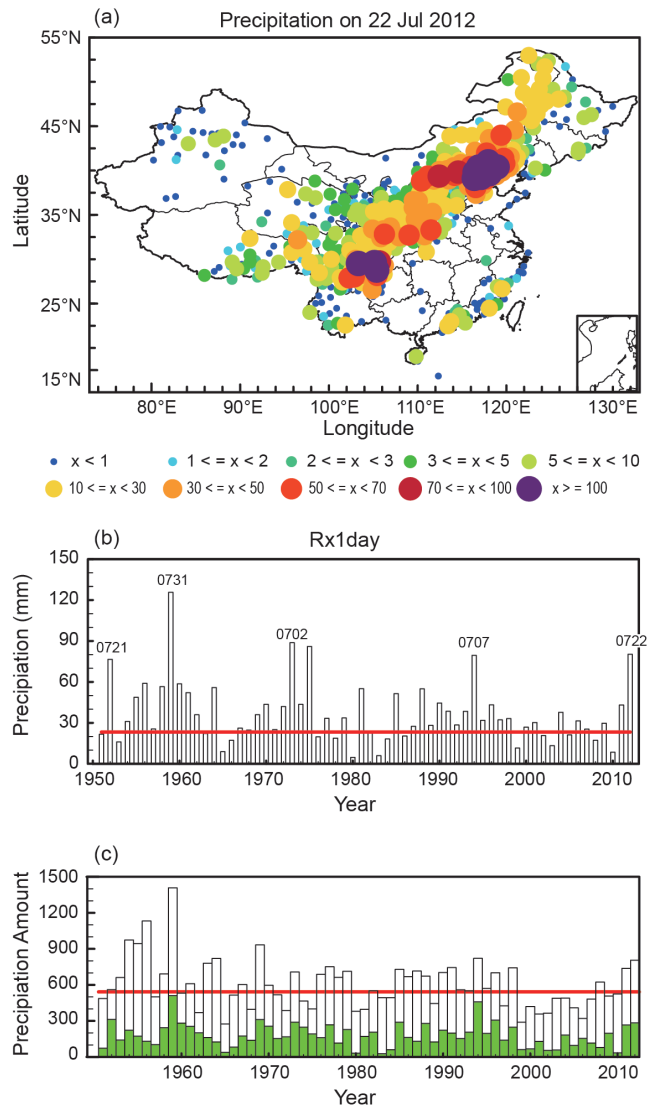 (a)
Precipitation on 22 Jul 2012
55°N
45°N
35°N
25°N
15°N
Latitude
80°E 90°E 100°E 110°E 120°E 130°E
Longitude
x < 1 1 <= x < 2 2 <= x < 3 3 <= x < 5 5 <= x < 10
10 <= x < 30 30 <= x < 50 50 <= x < 70 70 <= x < 100 x >= 100
(b)
Rx1day
150
120
90
60
30
0
Precipiation (mm)
0721
0731
0702
0707
0722
1950 1960 1970 1980 1990 2000 2010
Year
(c)
1500
1200
900
600
300
0
Precipiation Amount
1960 1970 1980 1990 2000 2010
Year